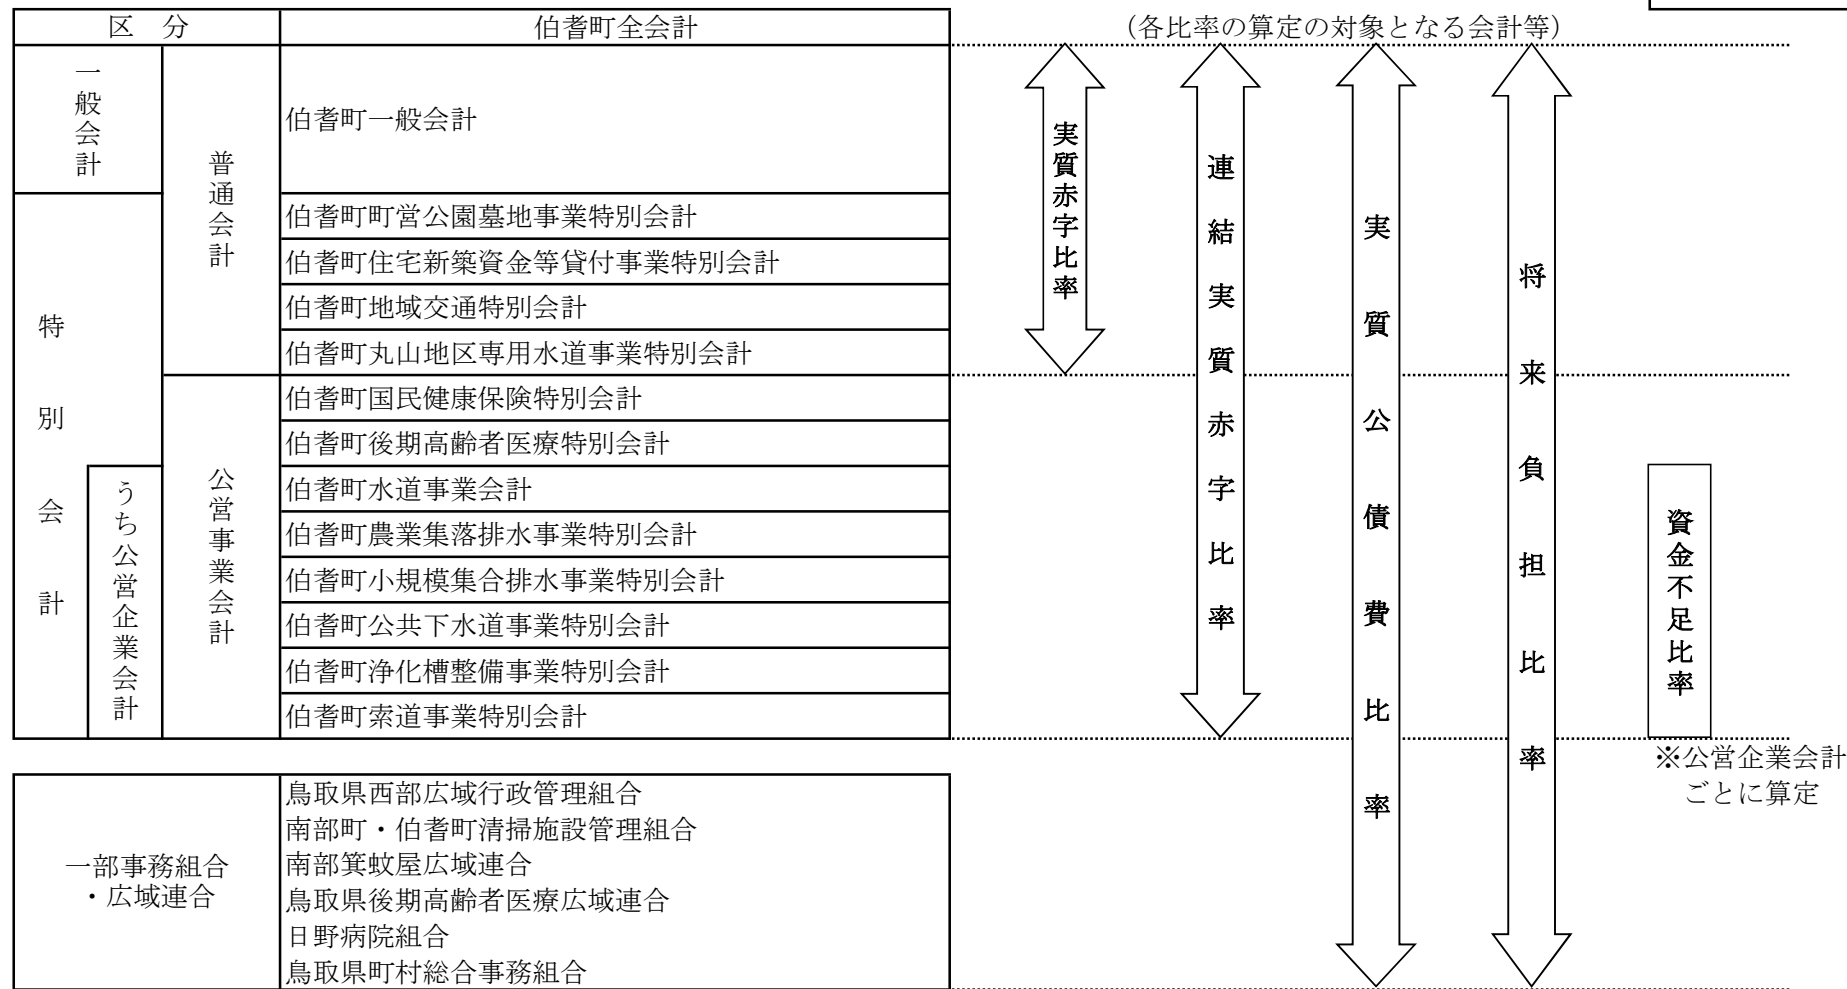 区　分
伯耆町全会計
（各比率の算定の対象となる会計等）
一般会計
普通会計
伯耆町一般会計
特別会計
伯耆町町営公園墓地事業特別会計
伯耆町住宅新築資金等貸付事業特別会計
伯耆町地域交通特別会計
伯耆町丸山地区専用水道事業特別会計
公営事業会計
伯耆町国民健康保険特別会計
伯耆町後期高齢者医療特別会計
うち公営企業会計
伯耆町水道事業会計
伯耆町農業集落排水事業特別会計
伯耆町小規模集合排水事業特別会計
伯耆町公共下水道事業特別会計
伯耆町浄化槽整備事業特別会計
伯耆町索道事業特別会計
実質赤字比率
連結実質赤字比率
実質公債費比率
将来負担比率
資金不足比率
※公営企業会計
ごとに算定
一部事務組合
・広域連合
鳥取県西部広域行政管理組合
南部町・伯耆町清掃施設管理組合
南部箕蚊屋広域連合
鳥取県後期高齢者医療広域連合
日野病院組合
鳥取県町村総合事務組合